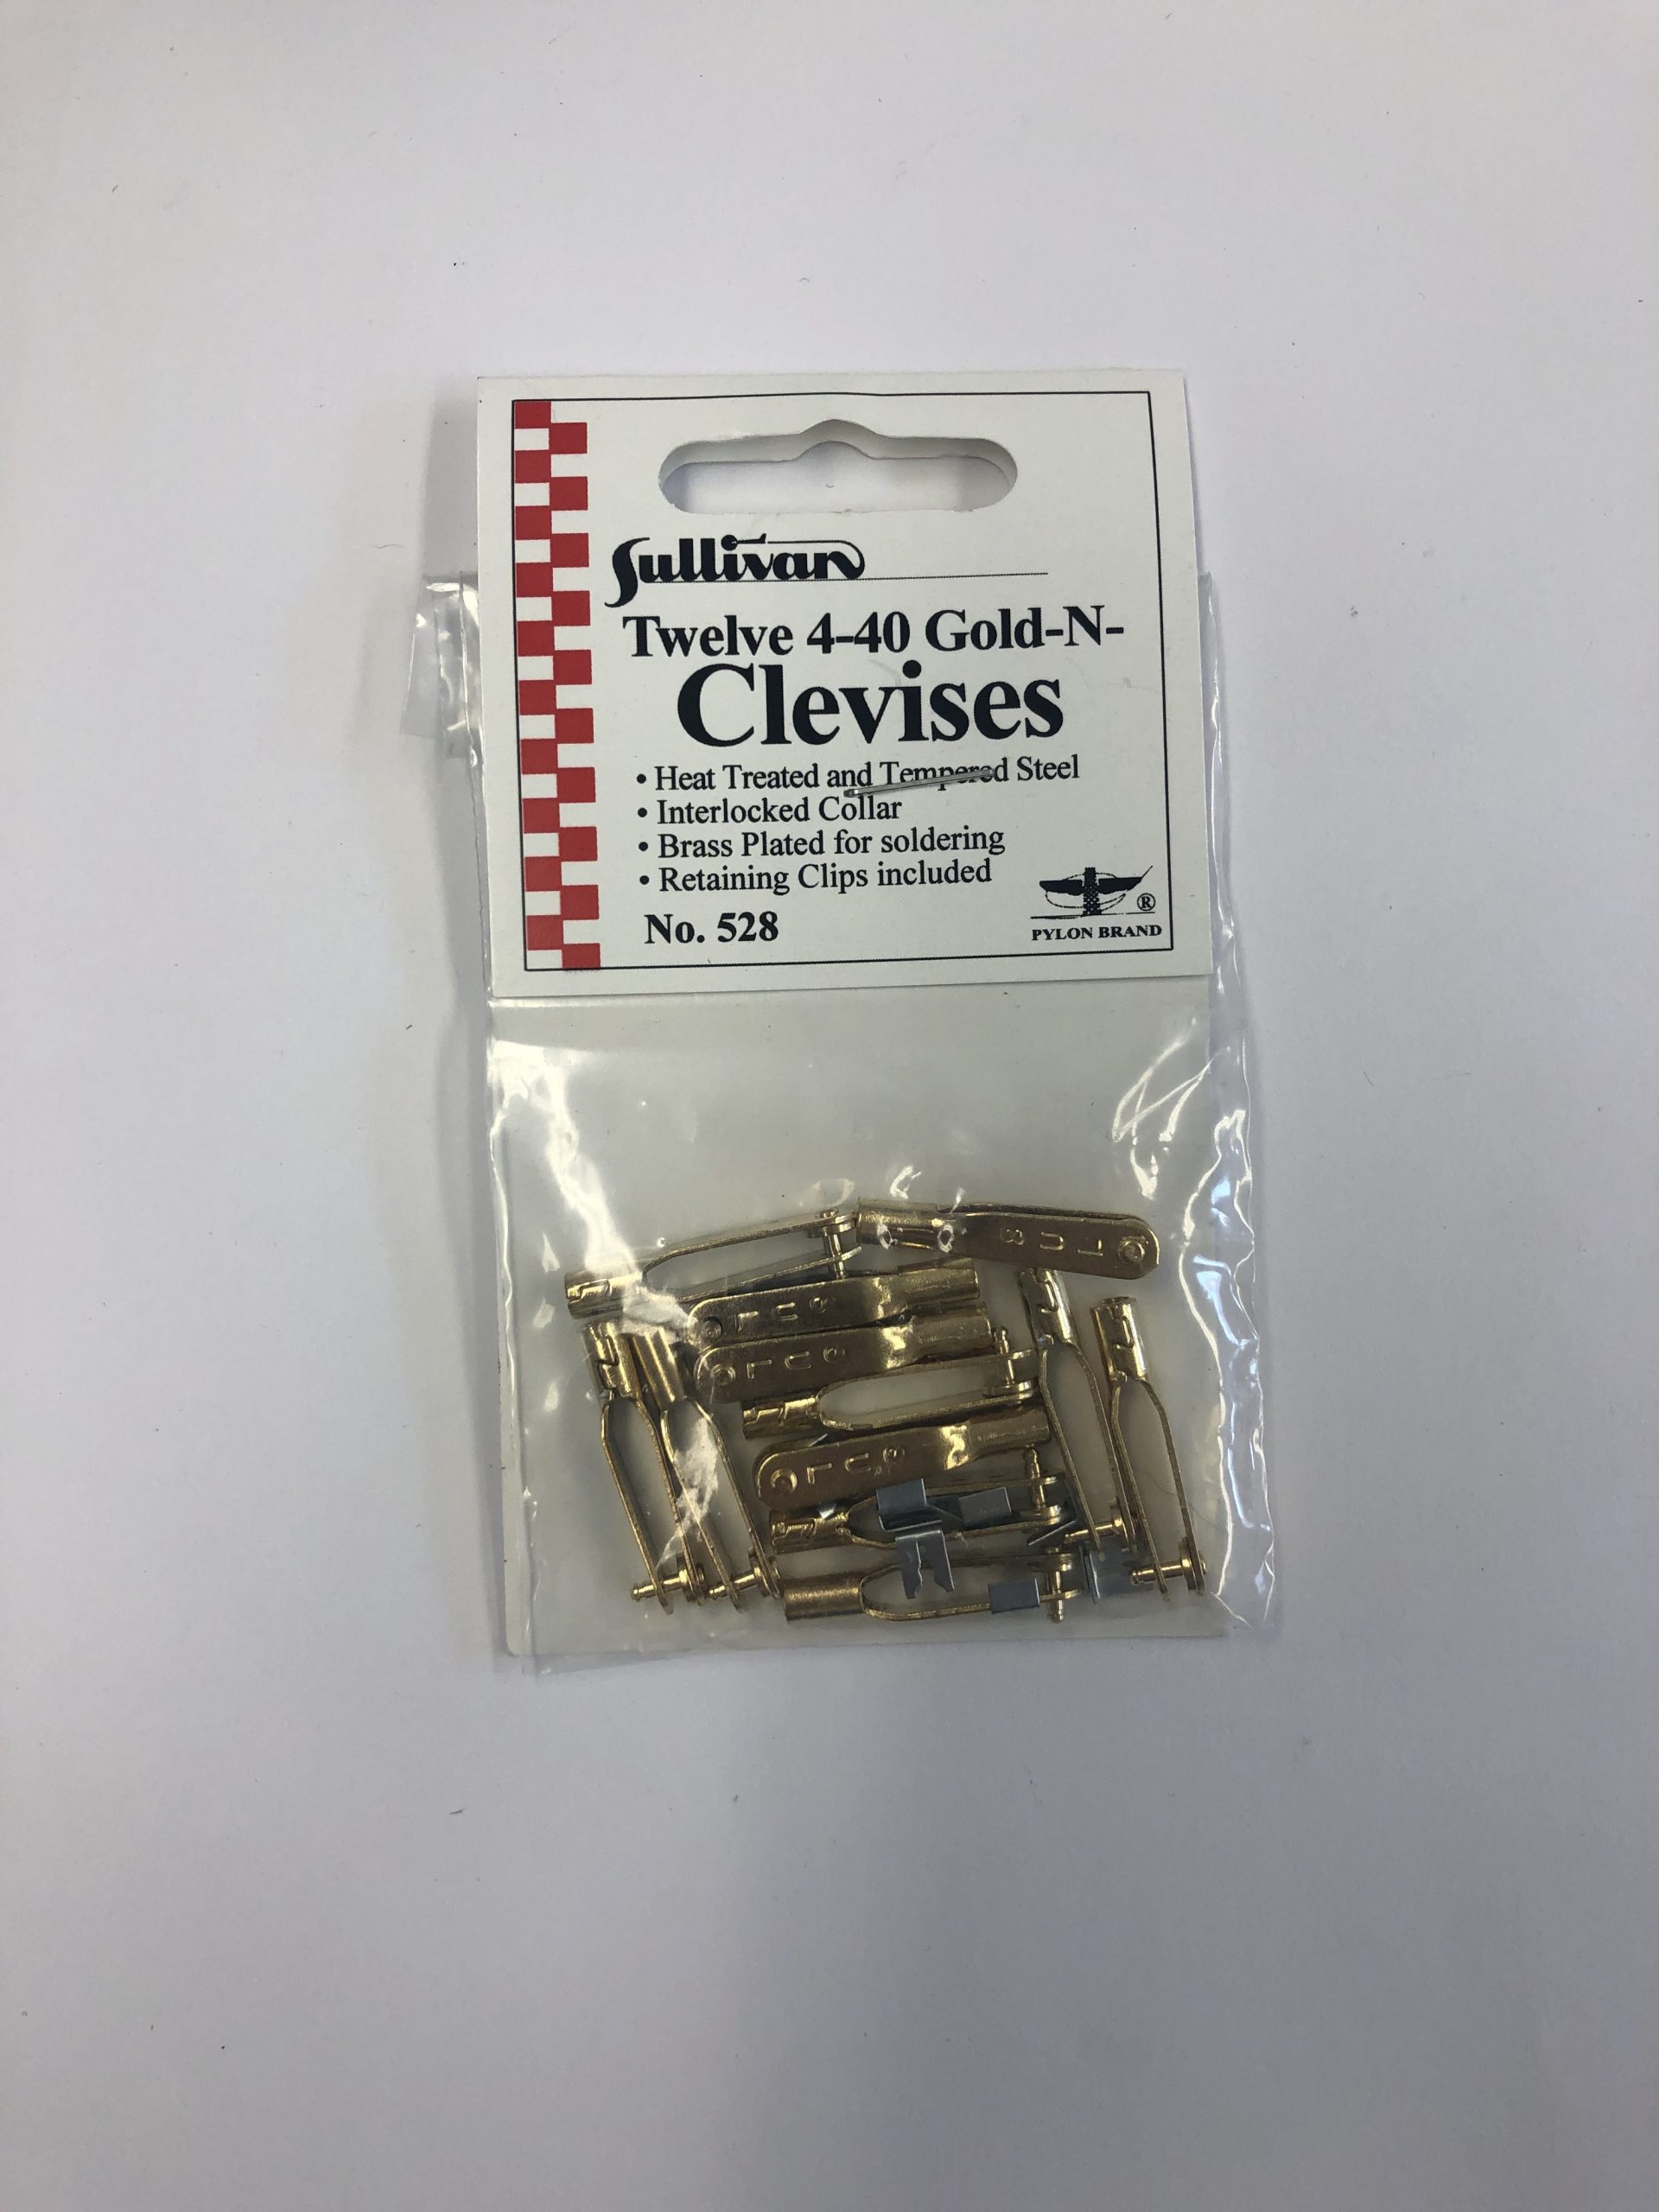 Sullivan
Twelve 4-40 Gold-N-
Clevises
• Heat Treated and Tempered Steel
• Interlocked Collar
• Brass Plated for soldering
• Retaining Clips included
No. 528
®
PYLON BRAND